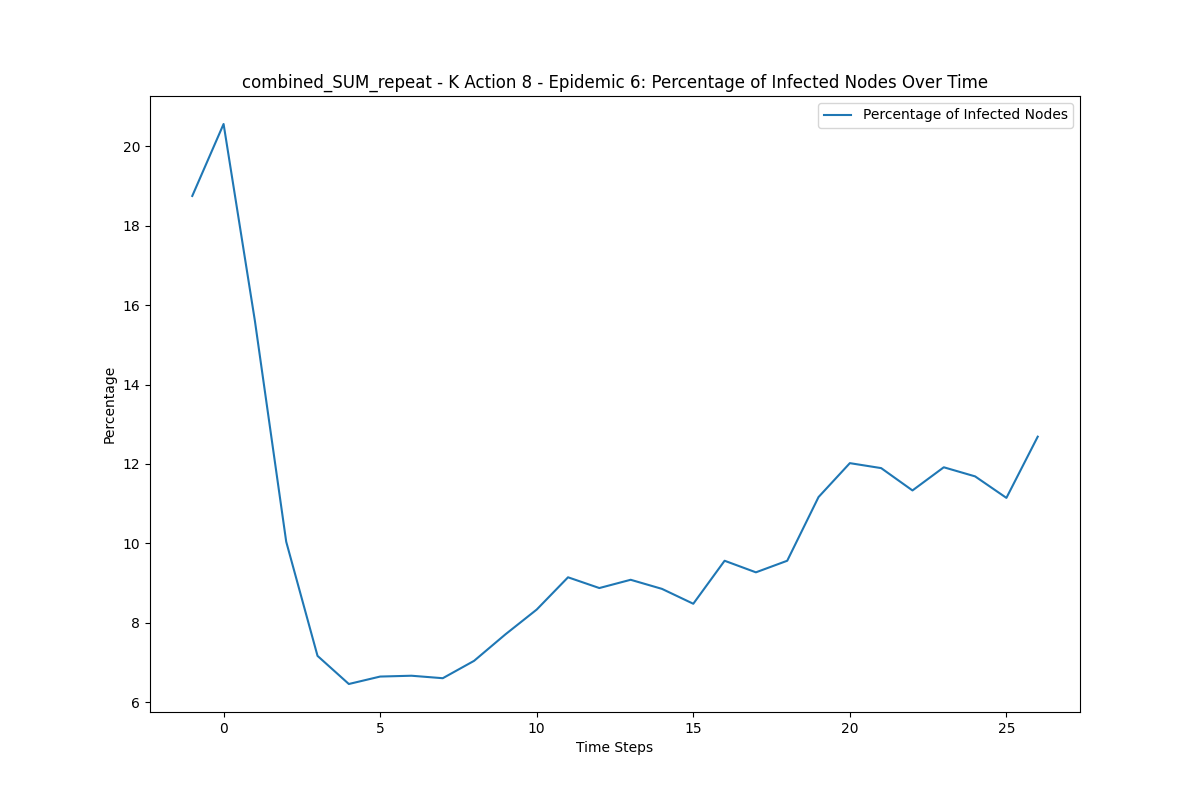 combined_SUM_repeat - K Action 8 - Epidemic 6: Percentage of Infected Nodes Over Time
Percentage of Infected Nodes
20
18
16
14
12
10
8
6
Percentage
0 5 10 15 20 25
Time Steps